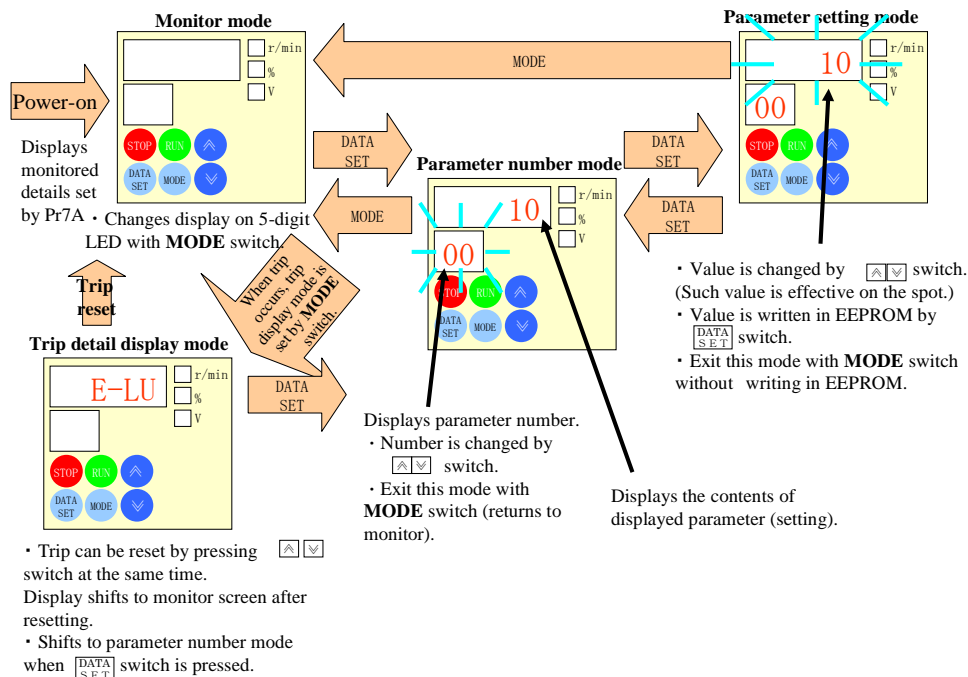 Monitor mode
r/min
%
V
STOP RUN
DATA SET MODE
Power-on
Displays
monitored
details set
by Pr7A
・Changes display on 5-digit
LED with MODE switch.
MODE
Parameter setting mode
10
r/min
%
V
00
STOP RUN
DATA SET MODE
DATA
SET
MODE
Parameter number mode
10
r/min
%
V
00
STOP RUN
DATA SET MODE
DATA
SET
DATA
SET
・Value is changed by switch.
(Such value is effective on the spot.)
・Value is written in EEPROM by
DATA SET switch.
・Exit this mode with MODE switch
without writing in EEPROM.
Trip
reset
When trip
occurs, trip
display mode is
set by MODE
switch.
Trip detail display mode
E-LU
r/min
%
V
STOP RUN
DATA SET MODE
DATA
SET
Displays parameter number.
・Number is changed by
switch.
・Exit this mode with
MODE switch (returns to
monitor).
Displays the contents of
displayed parameter (setting).
・Trip can be reset by pressing
switch at the same time.
Display shifts to monitor screen after
resetting.
・Shifts to parameter number mode
when DATA SET switch is pressed.